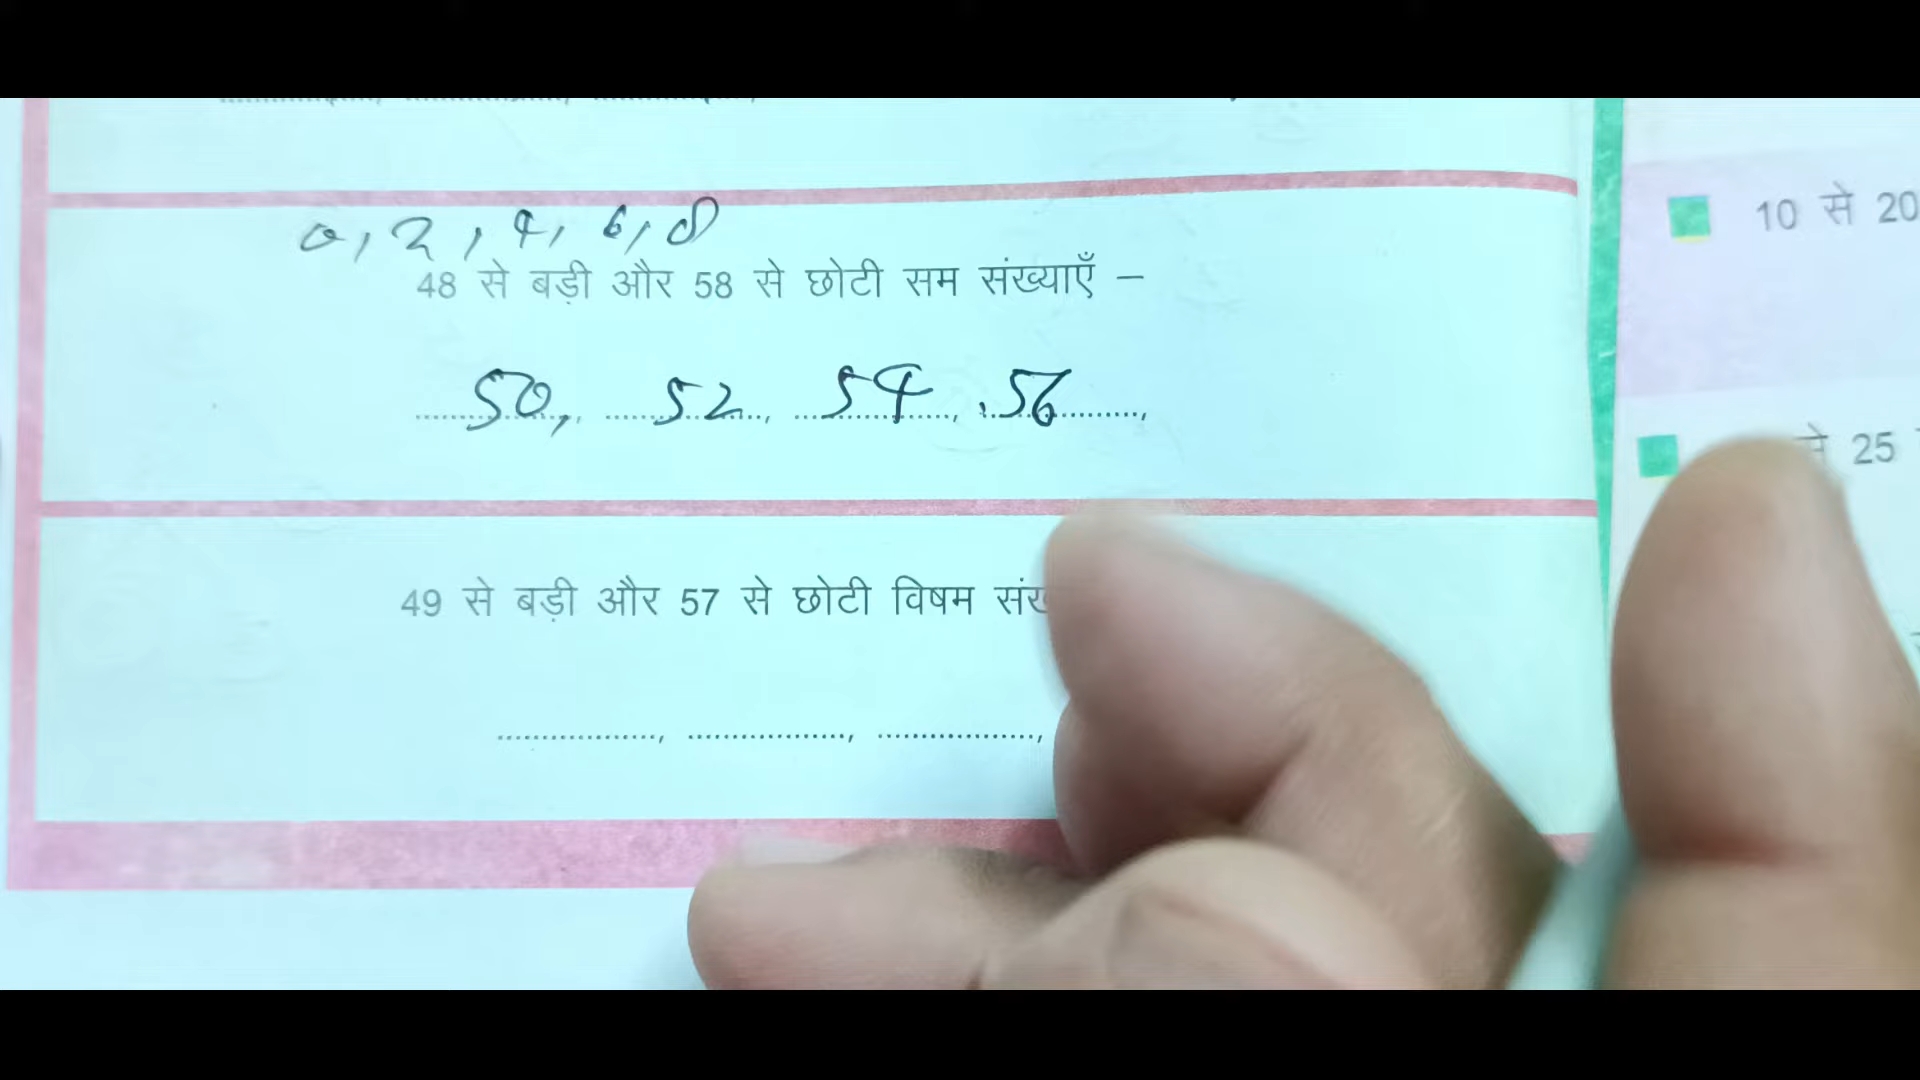 0, 2, 4, 6, 8
48 से बड़ी और 58 से छोटी सम संख्याएँ –
50, 52, 54, 56,
49 से बड़ी और 57 से छोटी विषम
10 से 20
से 25